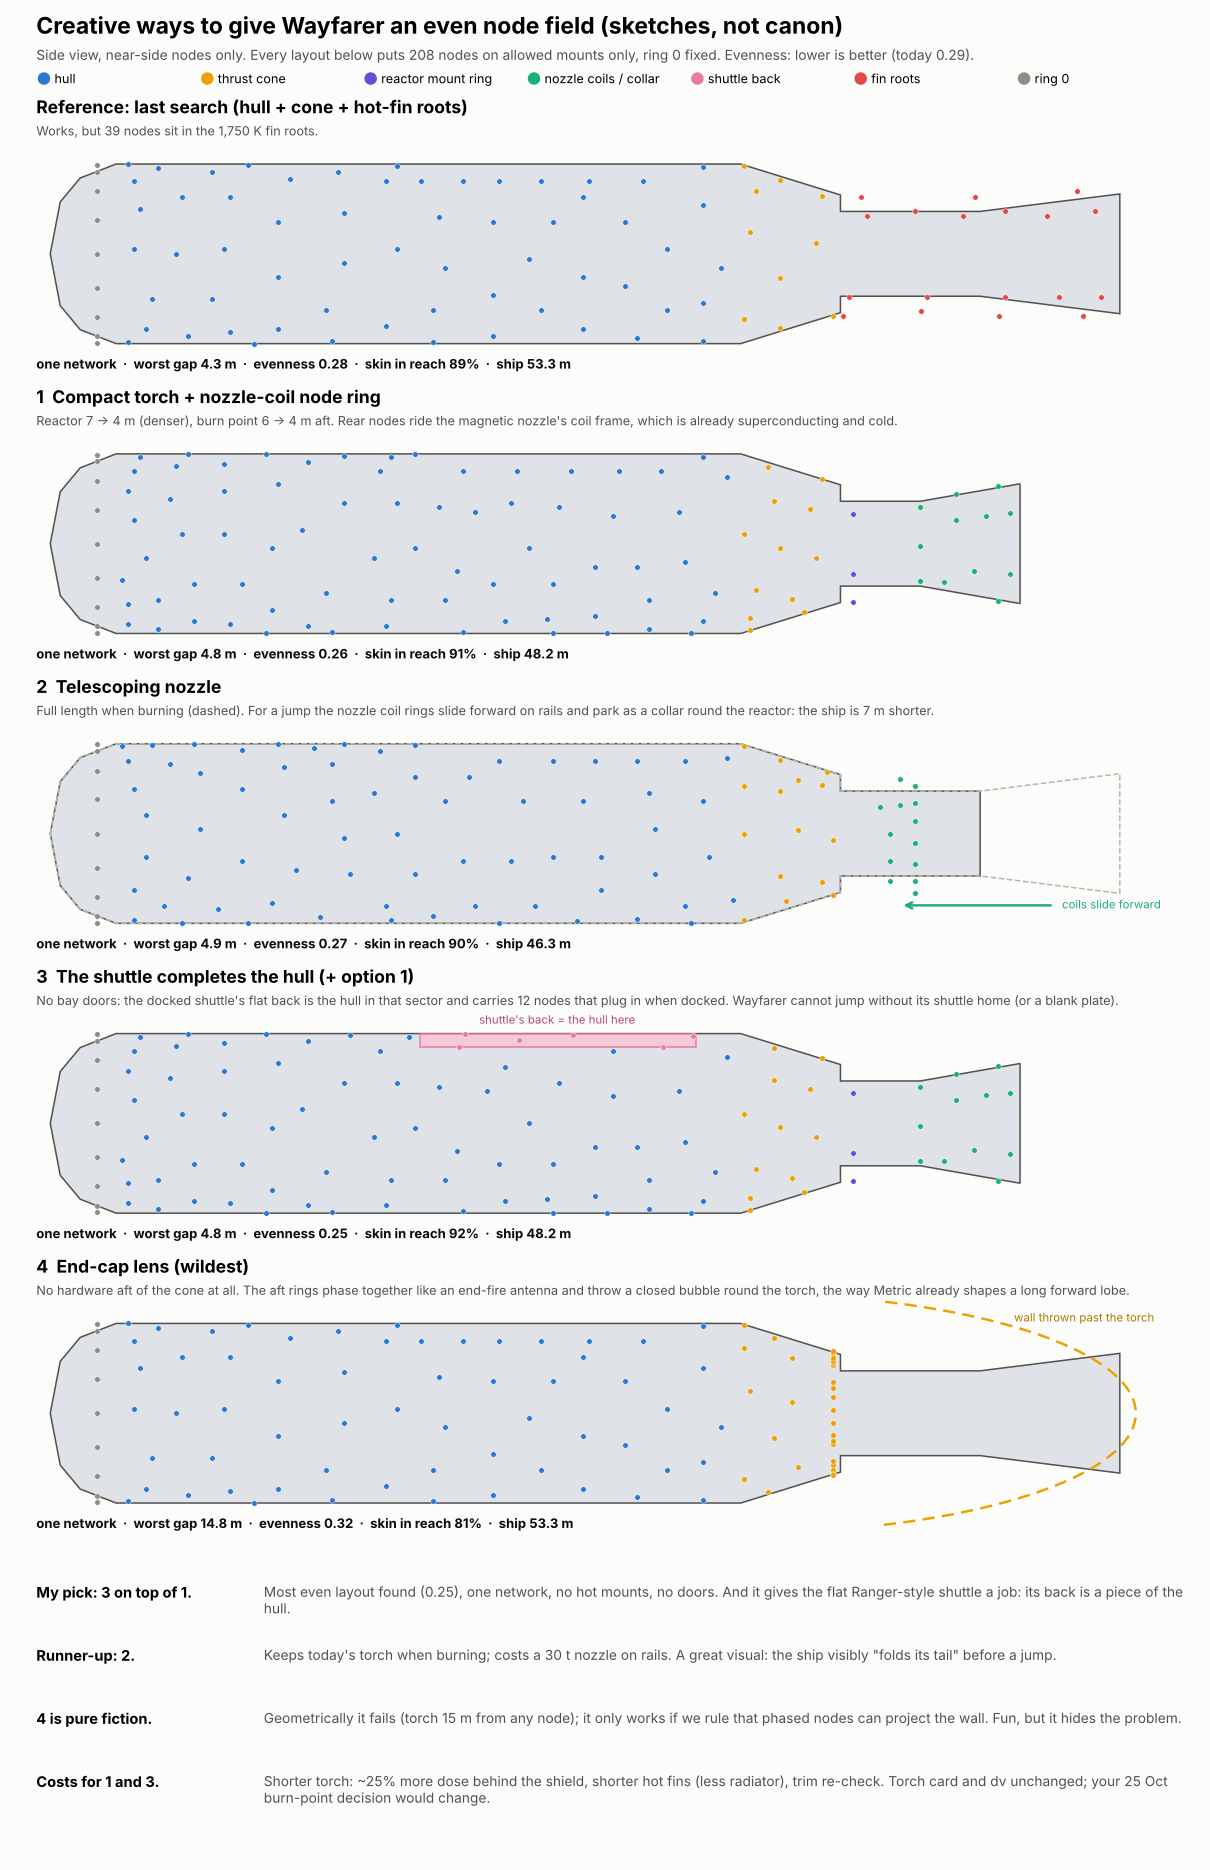 Creative ways to give Wayfarer an even node field (sketches, not canon)
Side view, near-side nodes only. Every layout below puts 208 nodes on allowed mounts only, ring 0 fixed. Evenness: lower is better (today 0.29).
hull thrust cone reactor mount ring nozzle coils / collar shuttle back fin roots ring 0
Reference: last search (hull + cone + hot-fin roots)
Works, but 39 nodes sit in the 1,750 K fin roots.
one network · worst gap 4.3 m · evenness 0.28 · skin in reach 89% · ship 53.3 m
1 Compact torch + nozzle-coil node ring
Reactor 7 → 4 m (denser), burn point 6 → 4 m aft. Rear nodes ride the magnetic nozzle's coil frame, which is already superconducting and cold.
one network · worst gap 4.8 m · evenness 0.26 · skin in reach 91% · ship 48.2 m
2 Telescoping nozzle
Full length when burning (dashed). For a jump the nozzle coil rings slide forward on rails and park as a collar round the reactor: the ship is 7 m shorter.
coils slide forward
one network · worst gap 4.9 m · evenness 0.27 · skin in reach 90% · ship 46.3 m
3 The shuttle completes the hull (+ option 1)
No bay doors: the docked shuttle's flat back is the hull in that sector and carries 12 nodes that plug in when docked. Wayfarer cannot jump without its shuttle home (or a blank plate).
shuttle's back = the hull here
one network · worst gap 4.8 m · evenness 0.25 · skin in reach 92% · ship 48.2 m
4 End-cap lens (wildest)
No hardware aft of the cone at all. The aft rings phase together like an end-fire antenna and throw a closed bubble round the torch, the way Metric already shapes a long forward lobe.
wall thrown past the torch
one network · worst gap 14.8 m · evenness 0.32 · skin in reach 81% · ship 53.3 m
My pick: 3 on top of 1.
Most even layout found (0.25), one network, no hot mounts, no doors. And it gives the flat Ranger-style shuttle a job: its back is a piece of the
hull.
Runner-up: 2.
Keeps today's torch when burning; costs a 30 t nozzle on rails. A great visual: the ship visibly "folds its tail" before a jump.
4 is pure fiction.
Geometrically it fails (torch 15 m from any node); it only works if we rule that phased nodes can project the wall. Fun, but it hides the problem.
Costs for 1 and 3.
Shorter torch: ~25% more dose behind the shield, shorter hot fins (less radiator), trim re-check. Torch card and dv unchanged; your 25 Oct
burn-point decision would change.